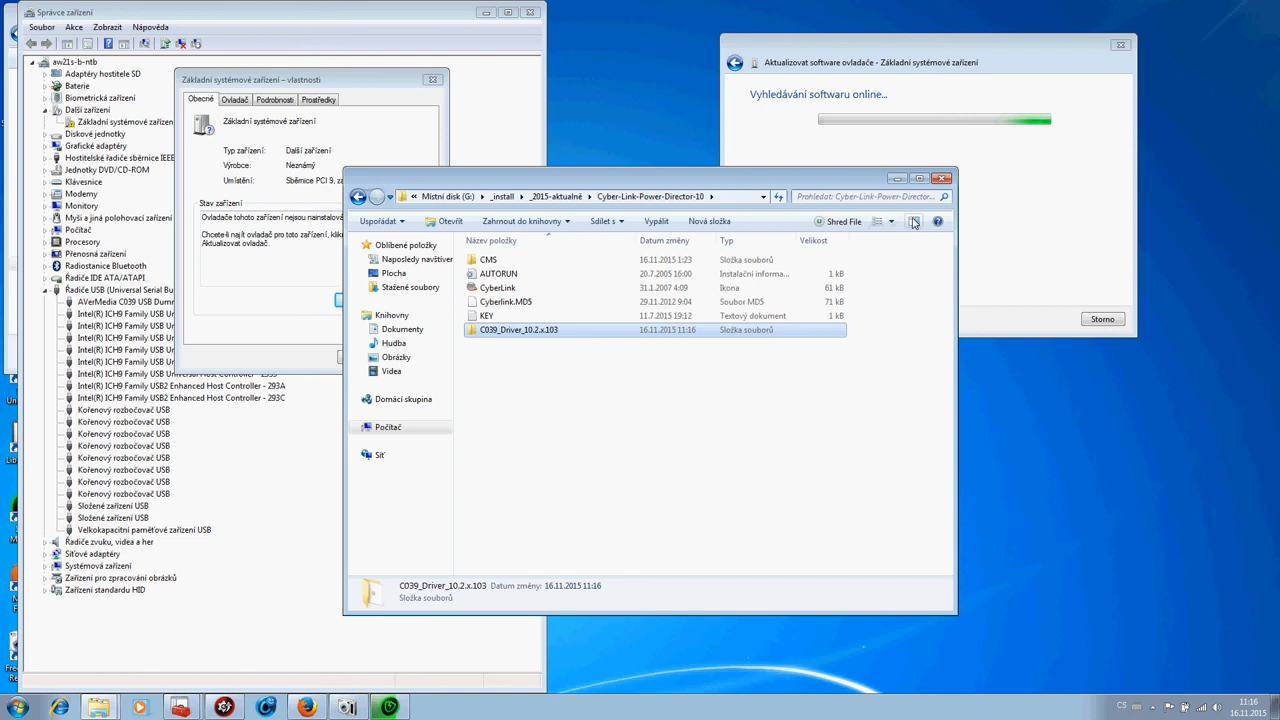 Správce zařízení
Soubor Akce Zobrazit Nápověda
aw21s-b-ntb
Adaptéry hostitele SD
Baterie
Biometrická zařízení
Další zařízení
Základní systémové zařízen
Diskové jednotky
Grafické adaptéry
Hostitelské řadiče sběrnice IEEE
Jednotky DVD/CD-ROM
Klávesnice
Modemy
Monitory
Myši a jiná polohovací zařízení
Počítač
Procesory
Přenosná zařízení
Radiostanice Bluetooth
Řadiče IDE ATA/ATAPI
Řadiče USB (Universal Serial Bu
AVerMedia C039 USB Dumm
Intel(R) ICH9 Family USB Un
Intel(R) ICH9 Family USB Un
Intel(R) ICH9 Family USB Un
Intel(R) ICH9 Family USB Un
Intel(R) ICH9 Family USB Un
Intel(R) ICH9 Family USB Universal Host Controller
Intel(R) ICH9 Family USB2 Enhanced Host Controller - 293A
Intel(R) ICH9 Family USB2 Enhanced Host Controller - 293C
Kořenový rozbočovač USB
Kořenový rozbočovač USB
Kořenový rozbočovač USB
Kořenový rozbočovač USB
Kořenový rozbočovač USB
Kořenový rozbočovač USB
Kořenový rozbočovač USB
Kořenový rozbočovač USB
Složené zařízení USB
Složené zařízení USB
Velkokapacitní paměťové zařízení USB
Řadiče zvuku, videa a her
Síťové adaptéry
Systémová zařízení
Zařízení pro zpracování obrázků
Zařízení standardu HID
Základní systémové zařízení – vlastnosti
Obecné Ovladač Podrobnosti Prostředky
Základní systémové zařízení
Typ zařízení: Další zařízení
Výrobce: Neznámý
Umístění: Sběrnice PCI 9, za
Stav zařízení
Ovladače tohoto zařízení nejsou nainstalová
Chcete-li najít ovladač pro toto zařízení, klikn
Aktualizovat ovladač.
Aktualizovat software ovladače - Základní systémové zařízení
Vyhledávání softwaru online...
Storno
« Místní disk (G:) _install _2015-aktualně Cyber-Link-Power-Director-10
Prohledat: Cyber-Link-Power-Director...
Uspořádat Otevřít Zahrnout do knihovny Sdílet s Vypálit Nová složka Shred File
Oblíbené položky
Naposledy navštíver
Plocha
Stažené soubory
Knihovny
Dokumenty
Hudba
Obrázky
Videa
Domácí skupina
Počítač
Síť
Název položky Datum změny Typ Velikost
CMS 16.11.2015 1:23 Složka souborů
AUTORUN 20.7.2005 16:00 Instalační informa... 1 kB
CyberLink 31.1.2007 4:09 Ikona 61 kB
Cyberlink.MD5 29.11.2012 9:04 Soubor MD5 71 kB
KEY 11.7.2015 19:12 Textový dokument 1 kB
C039_Driver_10.2.x.103 16.11.2015 11:16 Složka souborů
C039_Driver_10.2.x.103 Datum změny: 16.11.2015 11:16
Složka souborů
CS
11:16
16.11.2015